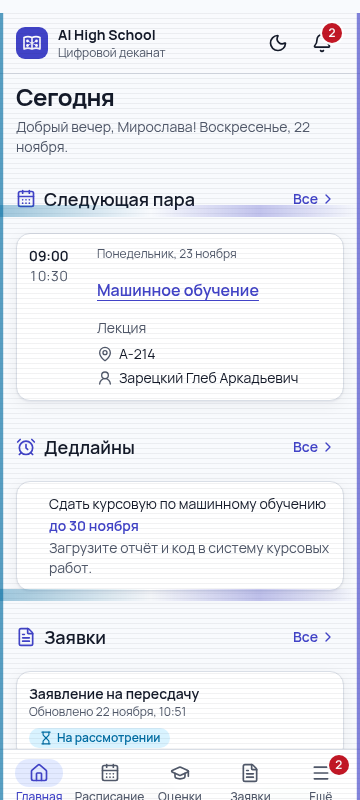 AI High School
Цифровой деканат
2
Сегодня
Добрый вечер, Мирослава! Воскресенье, 22
ноября.
Следующая пара
Все
09:00
10:30
Понедельник, 23 ноября
Машинное обучение
Лекция
А-214
Зарецкий Глеб Аркадьевич
Дедлайны
Все
Сдать курсовую по машинному обучению
до 30 ноября
Загрузите отчёт и код в систему курсовых
работ.
Заявки
Все
Заявление на пересдачу
Обновлено 22 ноября, 10:51
На рассмотрении
2
Главная
Расписание
Оценки
Заявки
Ещё